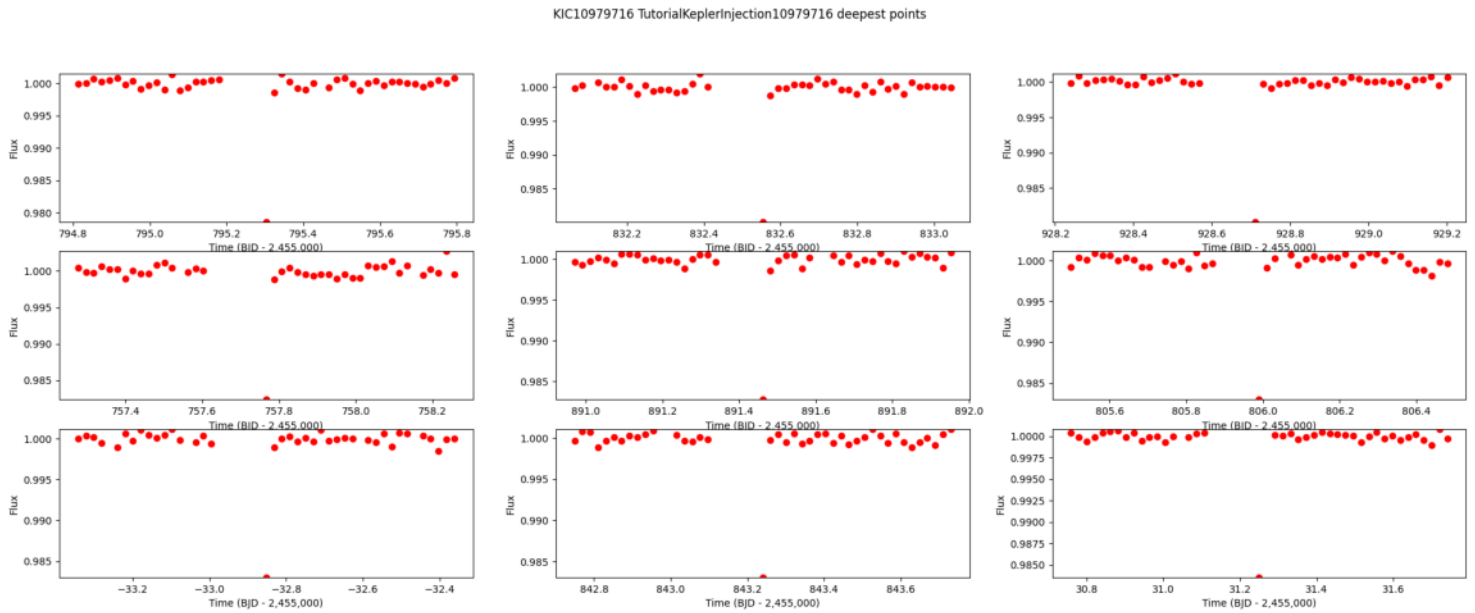 KIC10979716 TutorialKeplerInjection10979716 deepest points
1.000
0.995
0.990
0.985
0.980
Flux
794.8 795.0 795.2 795.4 795.6 795.8
Time (BJD - 2,455,000)
1.000
0.995
0.990
0.985
Flux
832.2 832.4 832.6 832.8 833.0
Time (BJD - 2,455,000)
1.000
0.995
0.990
0.985
Flux
928.2 928.4 928.6 928.8 929.0 929.2
Time (BJD - 2,455,000)
1.000
0.995
0.990
0.985
Flux
757.4 757.6 757.8 758.0 758.2
Time (BJD - 2,455,000)
1.000
0.995
0.990
0.985
Flux
891.0 891.2 891.4 891.6 891.8 892.0
Time (BJD - 2,455,000)
1.000
0.995
0.990
0.985
Flux
805.6 805.8 806.0 806.2 806.4
Time (BJD - 2,455,000)
1.000
0.995
0.990
0.985
Flux
−33.2 −33.0 −32.8 −32.6 −32.4
Time (BJD - 2,455,000)
1.000
0.995
0.990
0.985
Flux
842.8 843.0 843.2 843.4 843.6
Time (BJD - 2,455,000)
1.0000
0.9975
0.9950
0.9925
0.9900
0.9875
0.9850
Flux
30.8 31.0 31.2 31.4 31.6
Time (BJD - 2,455,000)